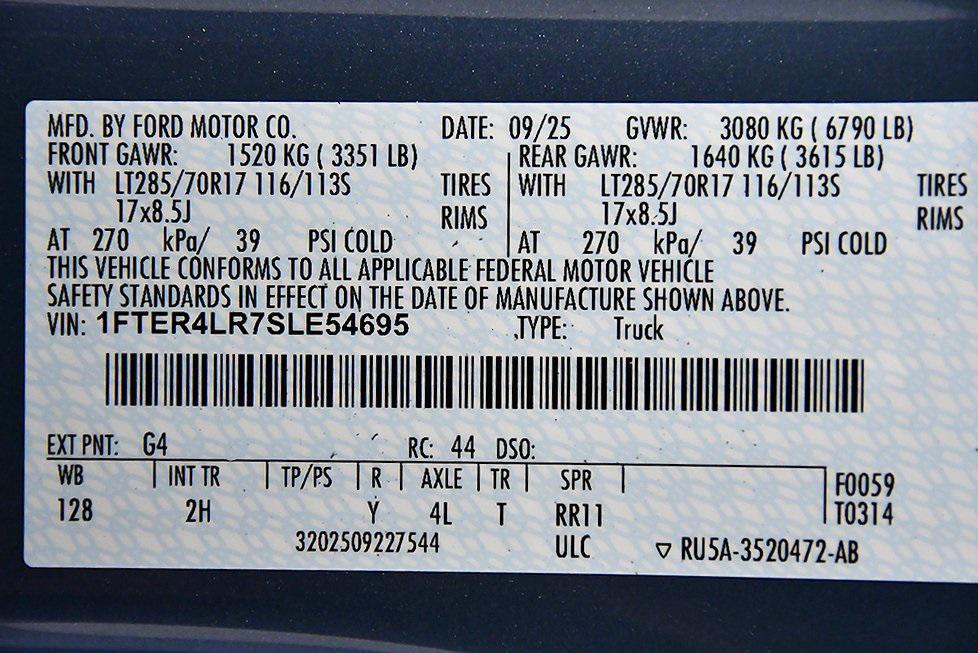 MFD. BY FORD MOTOR CO. DATE: 09/25 GVWR: 3080 KG ( 6790 LB)
FRONT GAWR: 1520 KG ( 3351 LB) REAR GAWR: 1640 KG ( 3615 LB)
WITH LT285/70R17 116/113S TIRES WITH LT285/70R17 116/113S TIRES
17x8.5J RIMS 17x8.5J RIMS
AT 270 kPa/ 39 PSI COLD AT 270 kPa/ 39 PSI COLD
THIS VEHICLE CONFORMS TO ALL APPLICABLE FEDERAL MOTOR VEHICLE
SAFETY STANDARDS IN EFFECT ON THE DATE OF MANUFACTURE SHOWN ABOVE.
VIN: 1FTER4LR7SLE54695 TYPE: Truck
EXT PNT: G4 RC: 44 DSO:
WB INT TR TP/PS R AXLE TR SPR F0059
128 2H Y 4L T RR11 T0314
3202509227544 ULC ▽ RU5A-3520472-AB